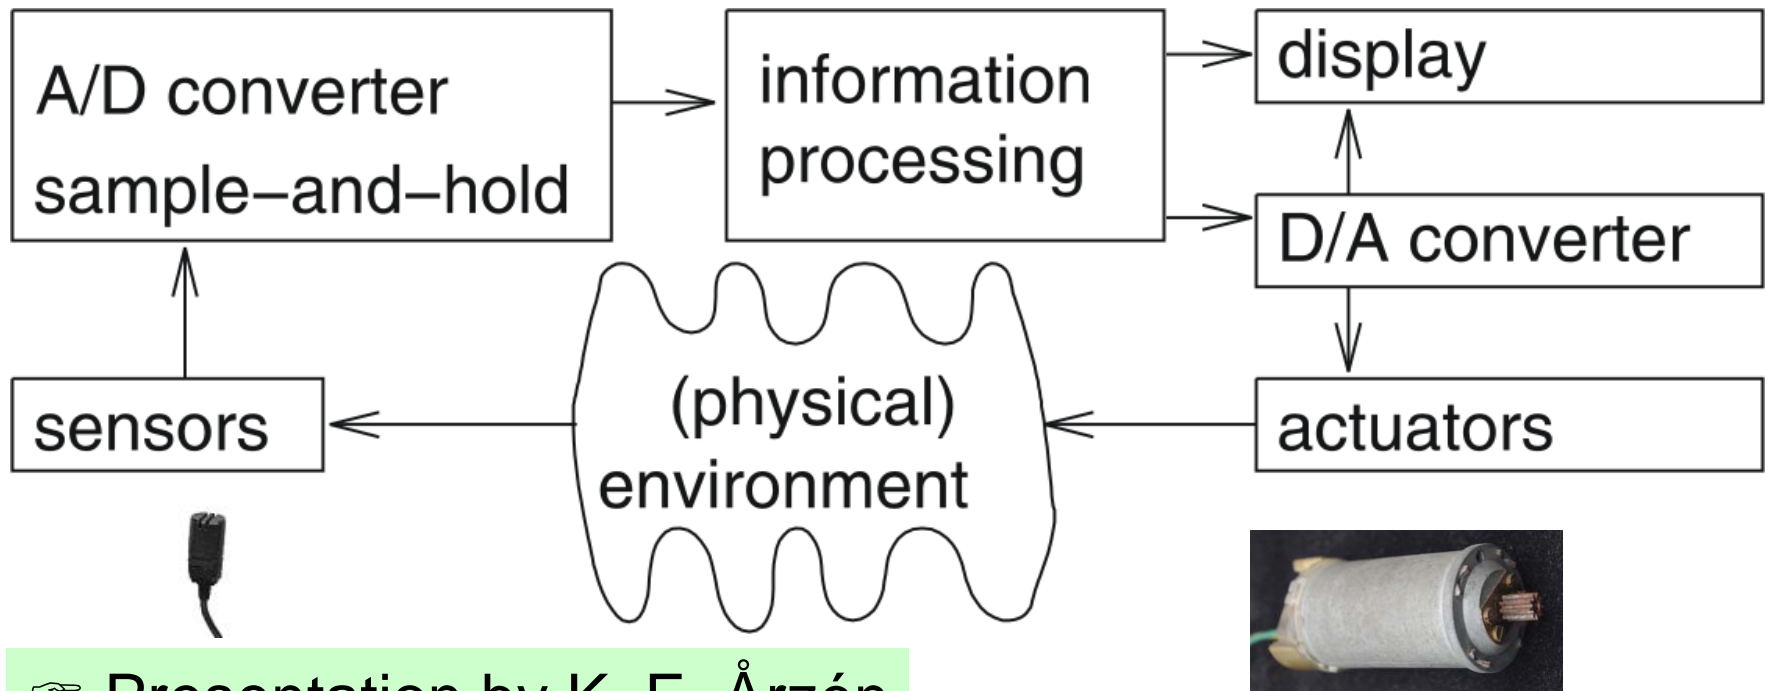 A/D converter
sample–and–hold
information
processing
display
D/A converter
sensors
(physical)
environment
actuators
☞ Presentation by K. E. Årzén